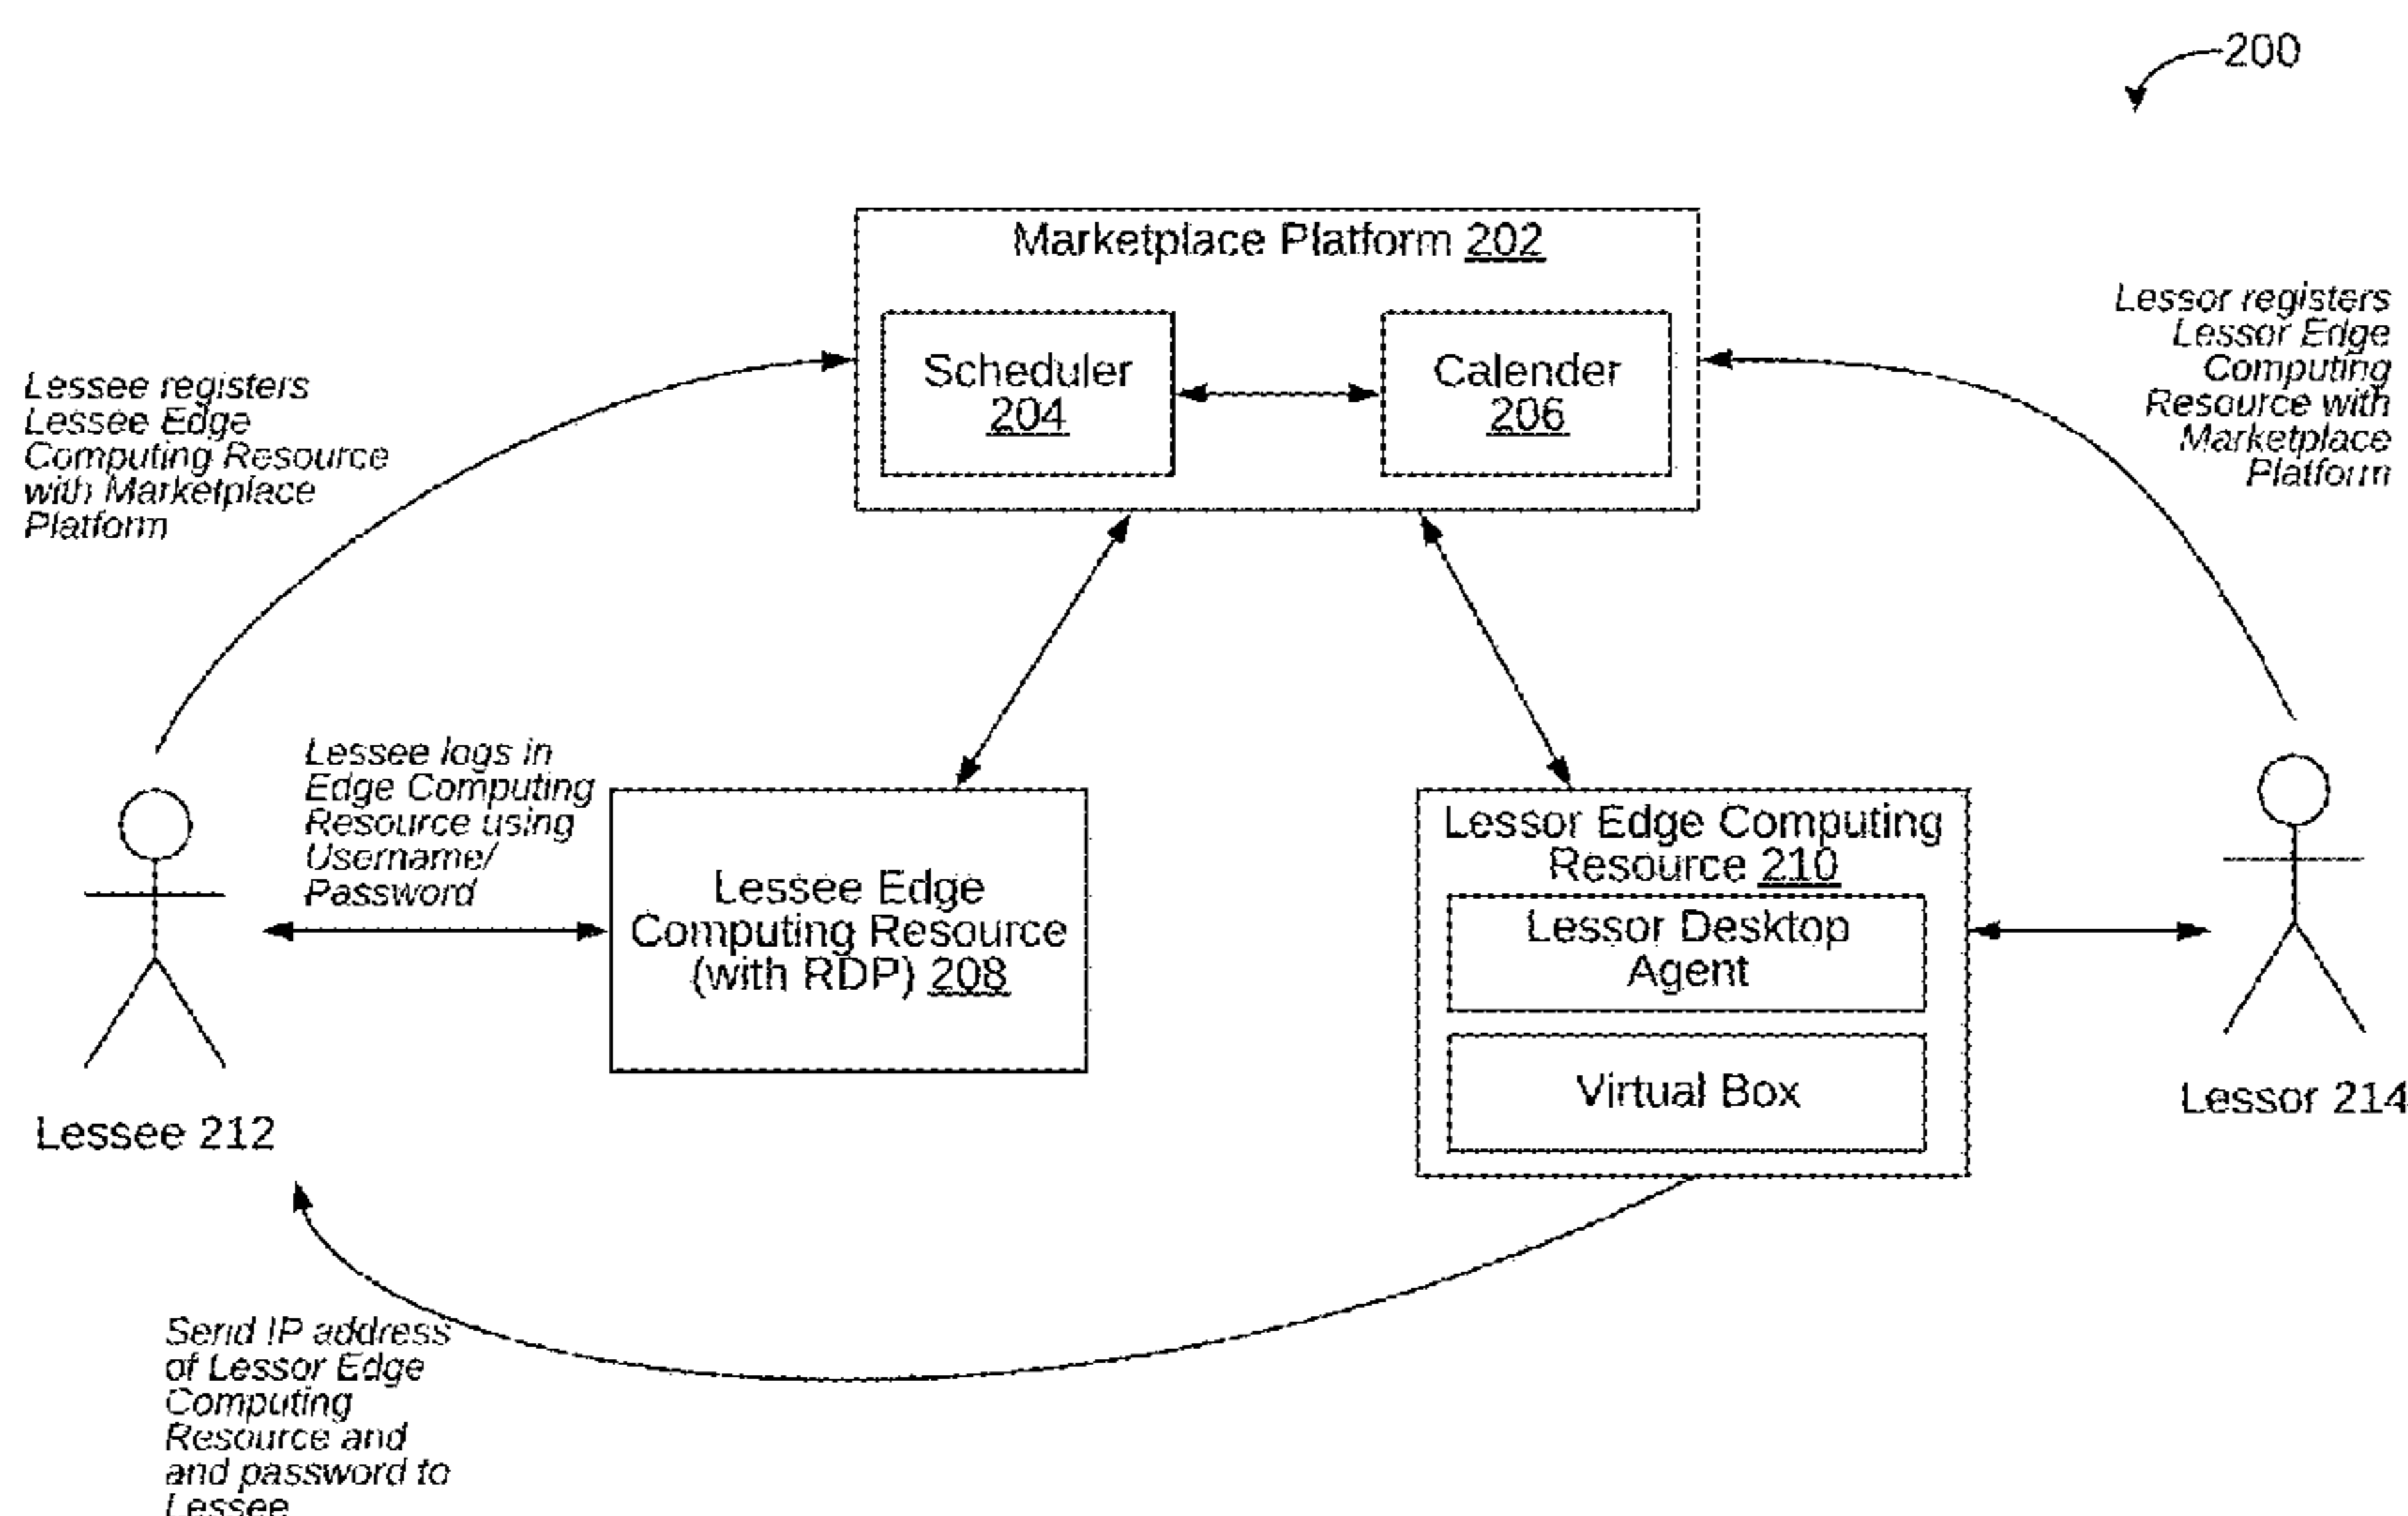 200
Marketplace Platform 202
Scheduler
204
Calender
206
Lessee registers
Lessee Edge
Computing Resource
with Marketplace
Platform
Lessor registers
Lessor Edge
Computing
Resource with
Marketplace
Platform
Lessee logs in
Edge Computing
Resource using
Username/
Password
Lessee Edge
Computing Resource
(with RDP) 208
Lessor Edge Computing
Resource 210
Lessor Desktop
Agent
Virtual Box
Lessee 212
Lessor 214
Send IP address
of Lessor Edge
Computing
Resource and
and password to
Lessee